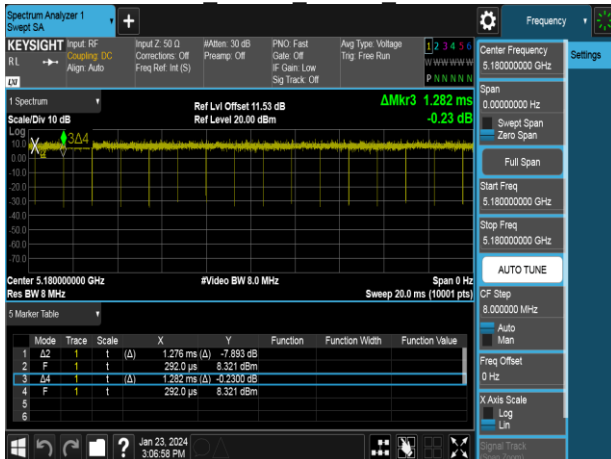 Spectrum Analyzer 1
Swept SA
Frequency
KEYSIGHT
RL
Input: RF
Coupling: DC
Align: Auto
Input Z: 50 Ω
Corrections: Off
Freq Ref: Int (S)
#Atten: 30 dB
Preamp: Off
PNO: Fast
Gate: Off
IF Gain: Low
Sig Track: Off
Avg Type: Voltage
Trig: Free Run
1 2 3 4 5 6
W W W W W W
P N N N N N
LXI
1 Spectrum
Scale/Div 10 dB
Ref Lvl Offset 11.53 dB
Ref Level 20.00 dBm
ΔMkr3 1.282 ms
-0.23 dB
Log
3Δ4
10.0
0.00
-10.0
-20.0
-30.0
-40.0
-50.0
-60.0
-70.0
Center 5.180000 GHz
Res BW 8 MHz
#Video BW 8.0 MHz
Span 0 Hz
Sweep 20.0 ms (10001 pts)
5 Marker Table
Mode Trace Scale X Y Function Function Width Function Value
1 Δ2 1 t (Δ) 1.276 ms (Δ) -7.893 dB
2 F 1 t 292.0 µs 8.321 dBm
3 Δ4 1 t (Δ) 1.282 ms (Δ) -0.2300 dB
4 F 1 t 292.0 µs 8.321 dBm
5
6
Jan 23, 2024
3:06:58 PM
Center Frequency
5.180000000 GHz
Settings
Span
0.00000000 Hz
Swept Span
Zero Span
Full Span
Start Freq
5.180000000 GHz
Stop Freq
5.180000000 GHz
AUTO TUNE
CF Step
8.000000 MHz
Auto
Man
Freq Offset
0 Hz
X Axis Scale
Log
Lin
Signal Track
(Span Zoom)